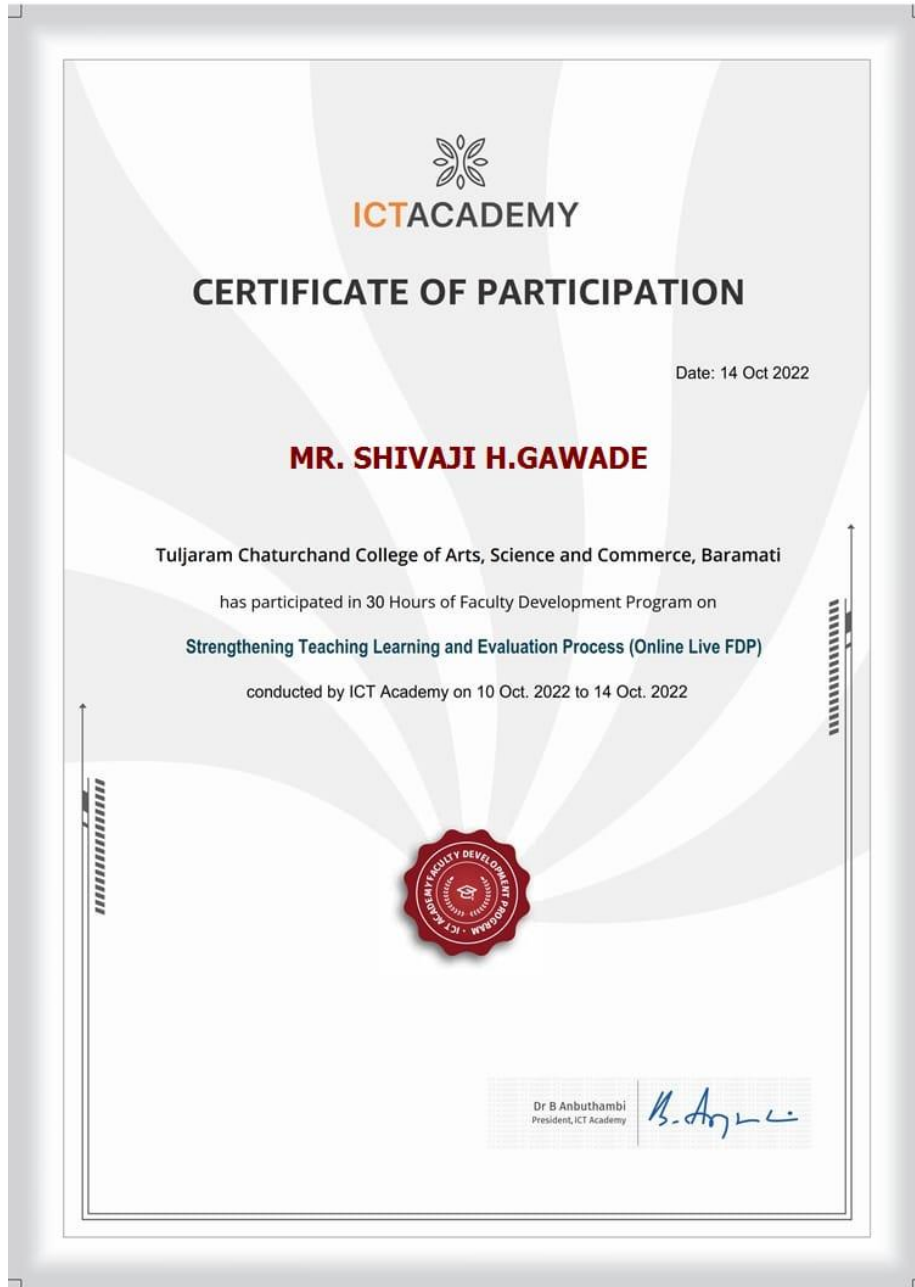 ICTACADEMY
CERTIFICATE OF PARTICIPATION
Date: 14 Oct 2022
MR. SHIVAJI H.GAWADE
Tuljaram Chaturchand College of Arts, Science and Commerce, Baramati
has participated in 30 Hours of Faculty Development Program on
Strengthening Teaching Learning and Evaluation Process (Online Live FDP)
conducted by ICT Academy on 10 Oct. 2022 to 14 Oct. 2022
FACULTY DEVELOPMENT PROGRAM · ICT ACADEMY
Dr B Anbuthambi
President, ICT Academy